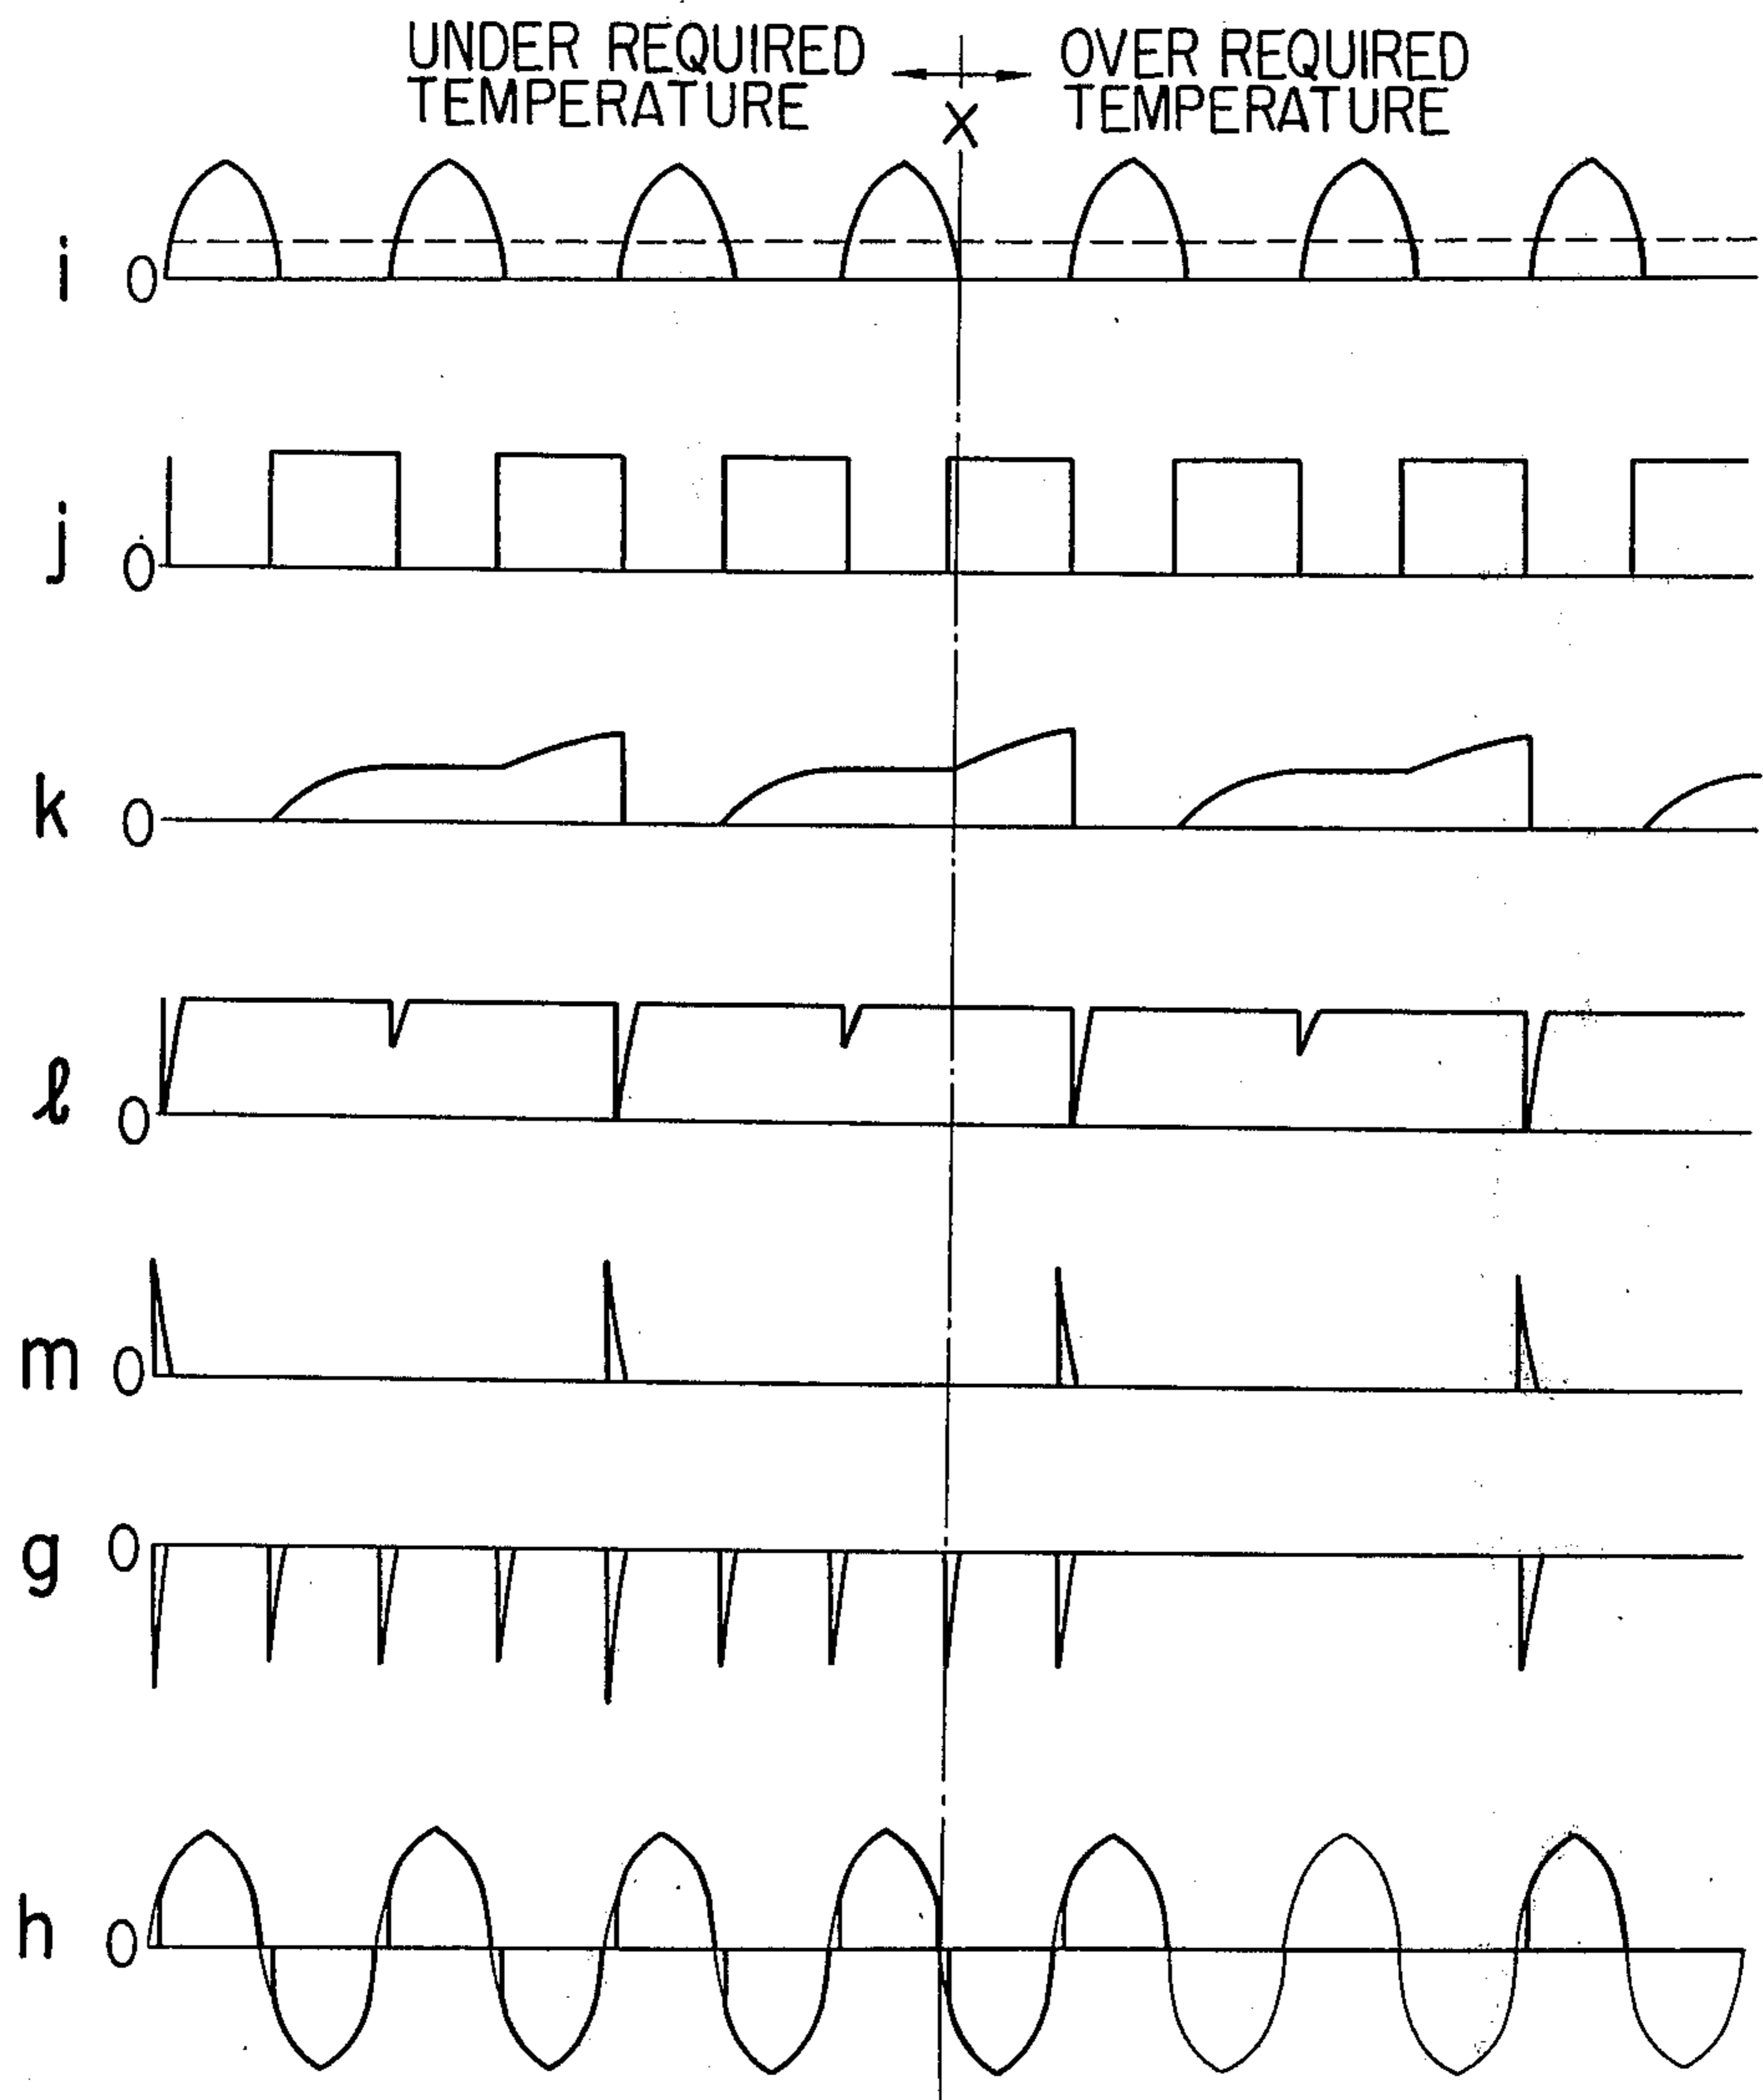 UNDER REQUIRED
TEMPERATURE
OVER REQUIRED
TEMPERATURE
X
i 0
j 0
k 0
ℓ 0
m 0
g 0
h 0